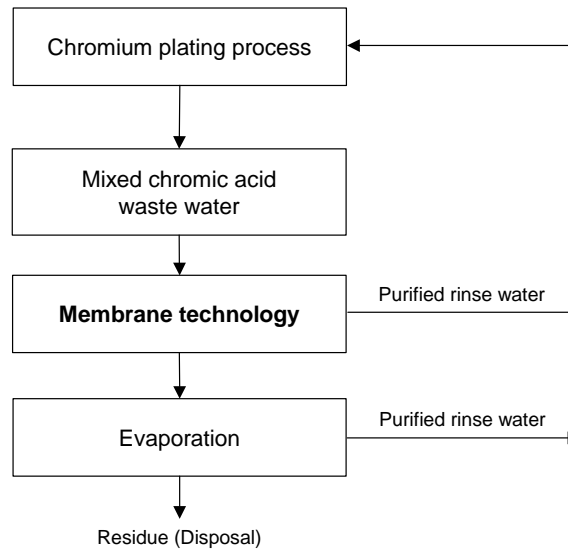 Chromium plating process
Mixed chromic acid
waste water
Membrane technology
Purified rinse water
Evaporation
Purified rinse water
Residue (Disposal)